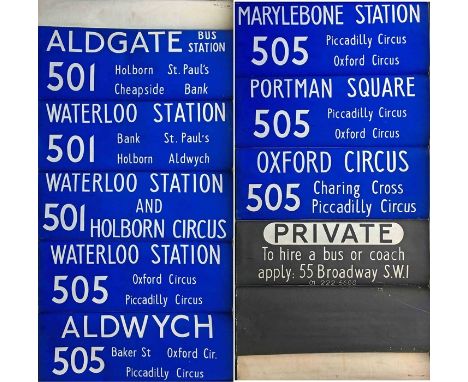 ALDGATE BUS STATION
501 Holborn St. Paul's
Cheapside Bank
WATERLOO STATION
501 Bank St. Paul's
Holborn Aldwych
WATERLOO STATION
AND
501 HOLBORN CIRCUS
WATERLOO STATION
505 Oxford Circus
Piccadilly Circus
ALDWYCH
505 Baker St Oxford Cir.
Piccadilly Circus
MARYLEBONE STATION
505 Piccadilly Circus
Oxford Circus
PORTMAN SQUARE
505 Piccadilly Circus
Oxford Circus
OXFORD CIRCUS
505 Charing Cross
Piccadilly Circus
PRIVATE
To hire a bus or coach
apply: 55 Broadway S.W.1
01 222 5600